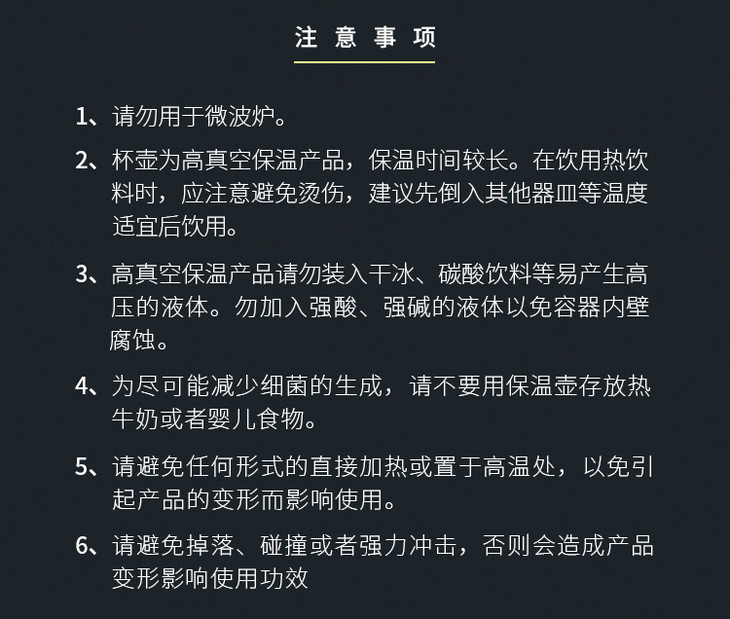 注意事项
1、请勿用于微波炉。
2、杯壶为高真空保温产品，保温时间较长。在饮用热饮
料时，应注意避免烫伤，建议先倒入其他器皿等温度
适宜后饮用。
3、高真空保温产品请勿装入干冰、碳酸饮料等易产生高
压的液体。勿加入强酸、强碱的液体以免容器内壁
腐蚀。
4、为尽可能减少细菌的生成，请不要用保温壶存放热
牛奶或者婴儿食物。
5、请避免任何形式的直接加热或置于高温处，以免引
起产品的变形而影响使用。
6、请避免掉落、碰撞或者强力冲击，否则会造成产品
变形影响使用功效